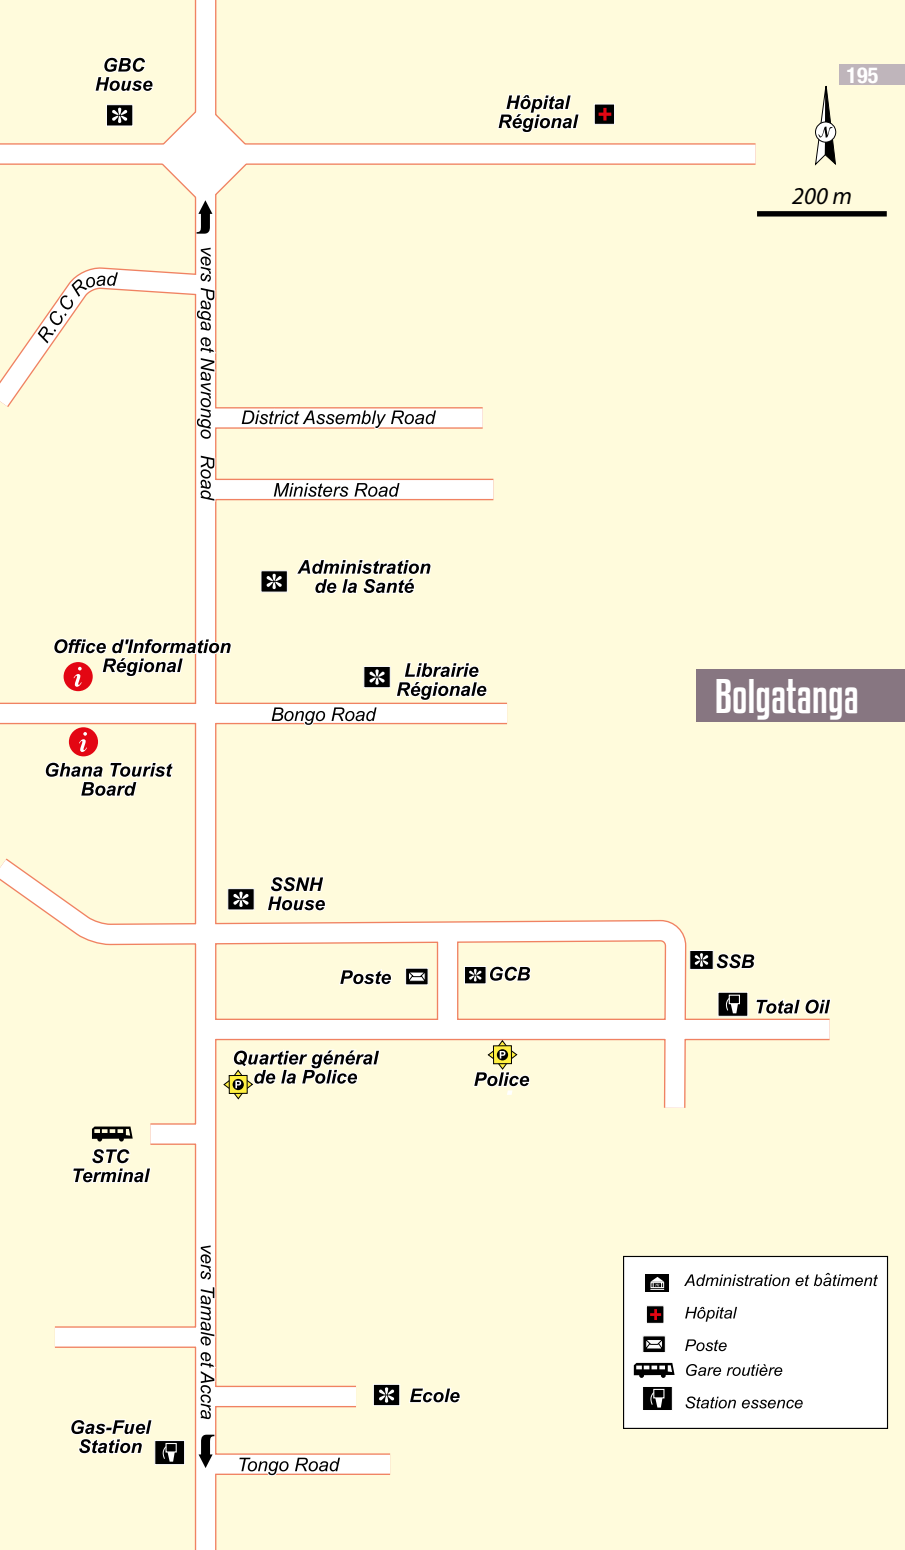 GBC
House
Hôpital
Régional
195
N
200 m
R.C.C Road
vers Paga et Navrongo Road
District Assembly Road
Ministers Road
Administration
de la Santé
Office d'Information
Régional
i
Librairie
Régionale
Bolgatanga
Bongo Road
i
Ghana Tourist
Board
SSNH
House
Poste
GCB
SSB
Total Oil
Quartier général
de la Police
P
P
Police
STC
Terminal
vers Tamale et Accra
Administration et bâtiment
Hôpital
Poste
Gare routière
Station essence
Ecole
Gas-Fuel
Station
Tongo Road